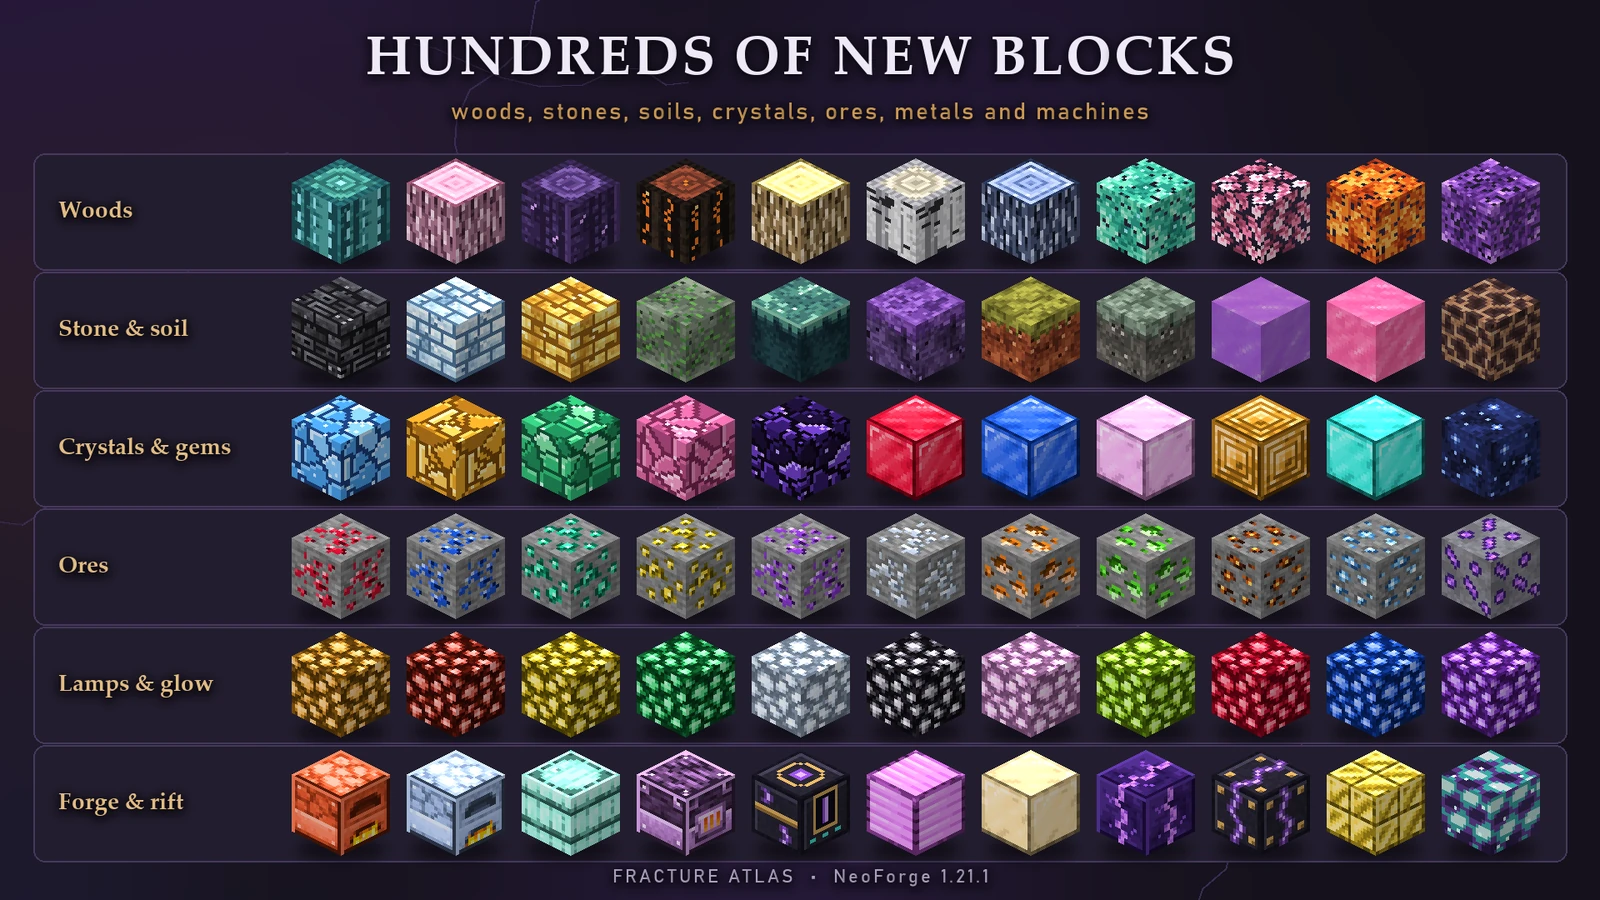 HUNDREDS OF NEW BLOCKS
woods, stones, soils, crystals, ores, metals and machines
Woods
Stone & soil
Crystals & gems
Ores
Lamps & glow
Forge & rift
FRACTURE ATLAS · NeoForge 1.21.1